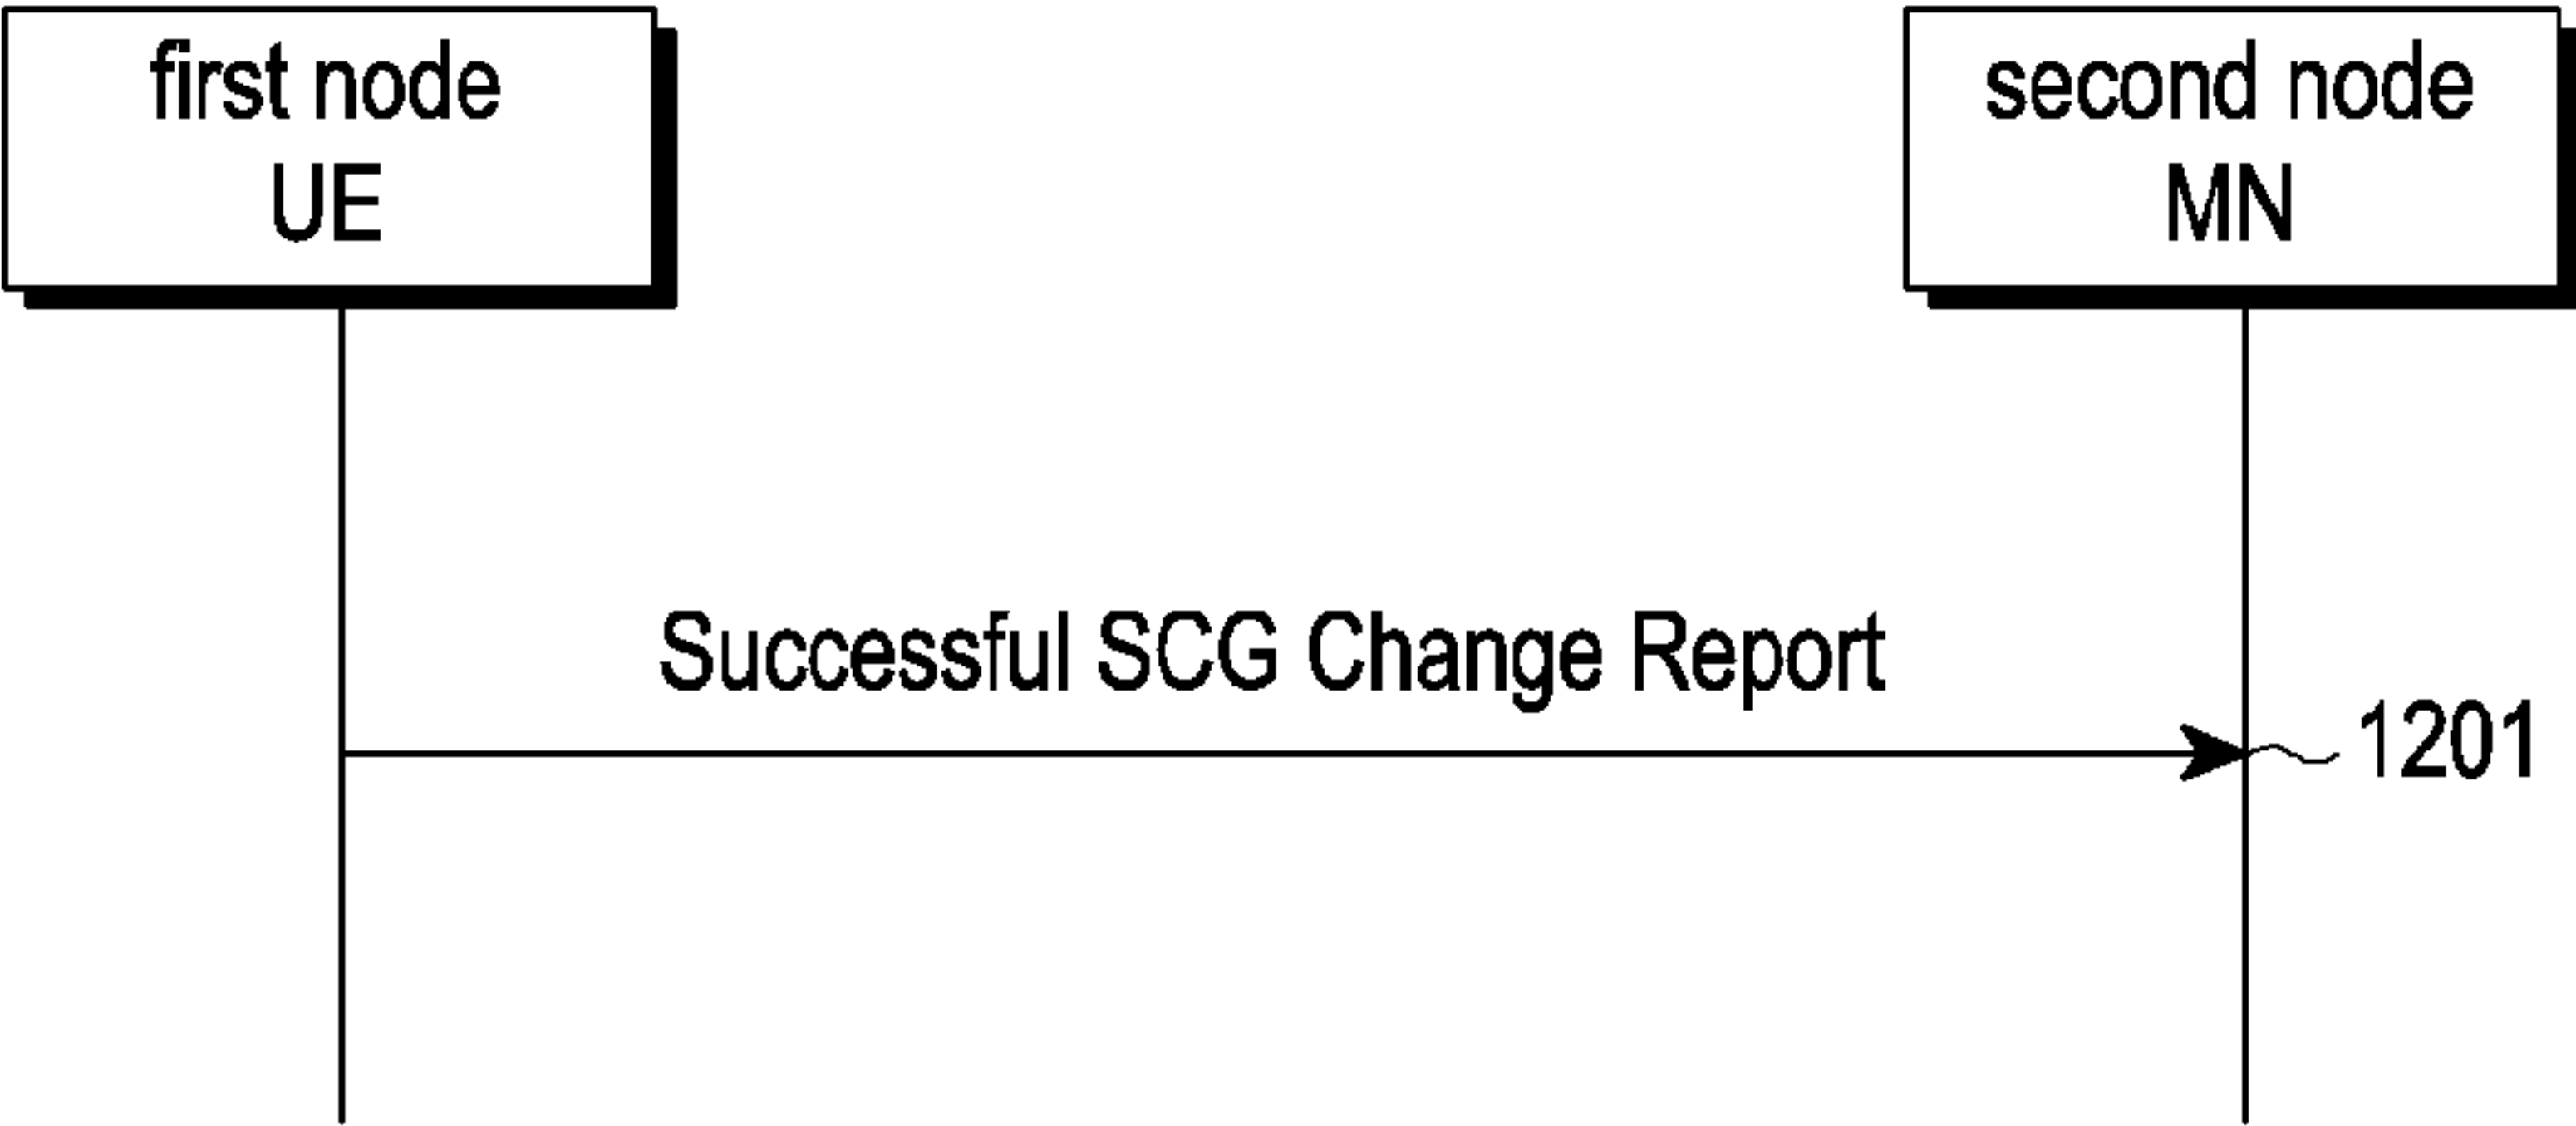 first node
UE
second node
MN
Successful SCG Change Report
1201